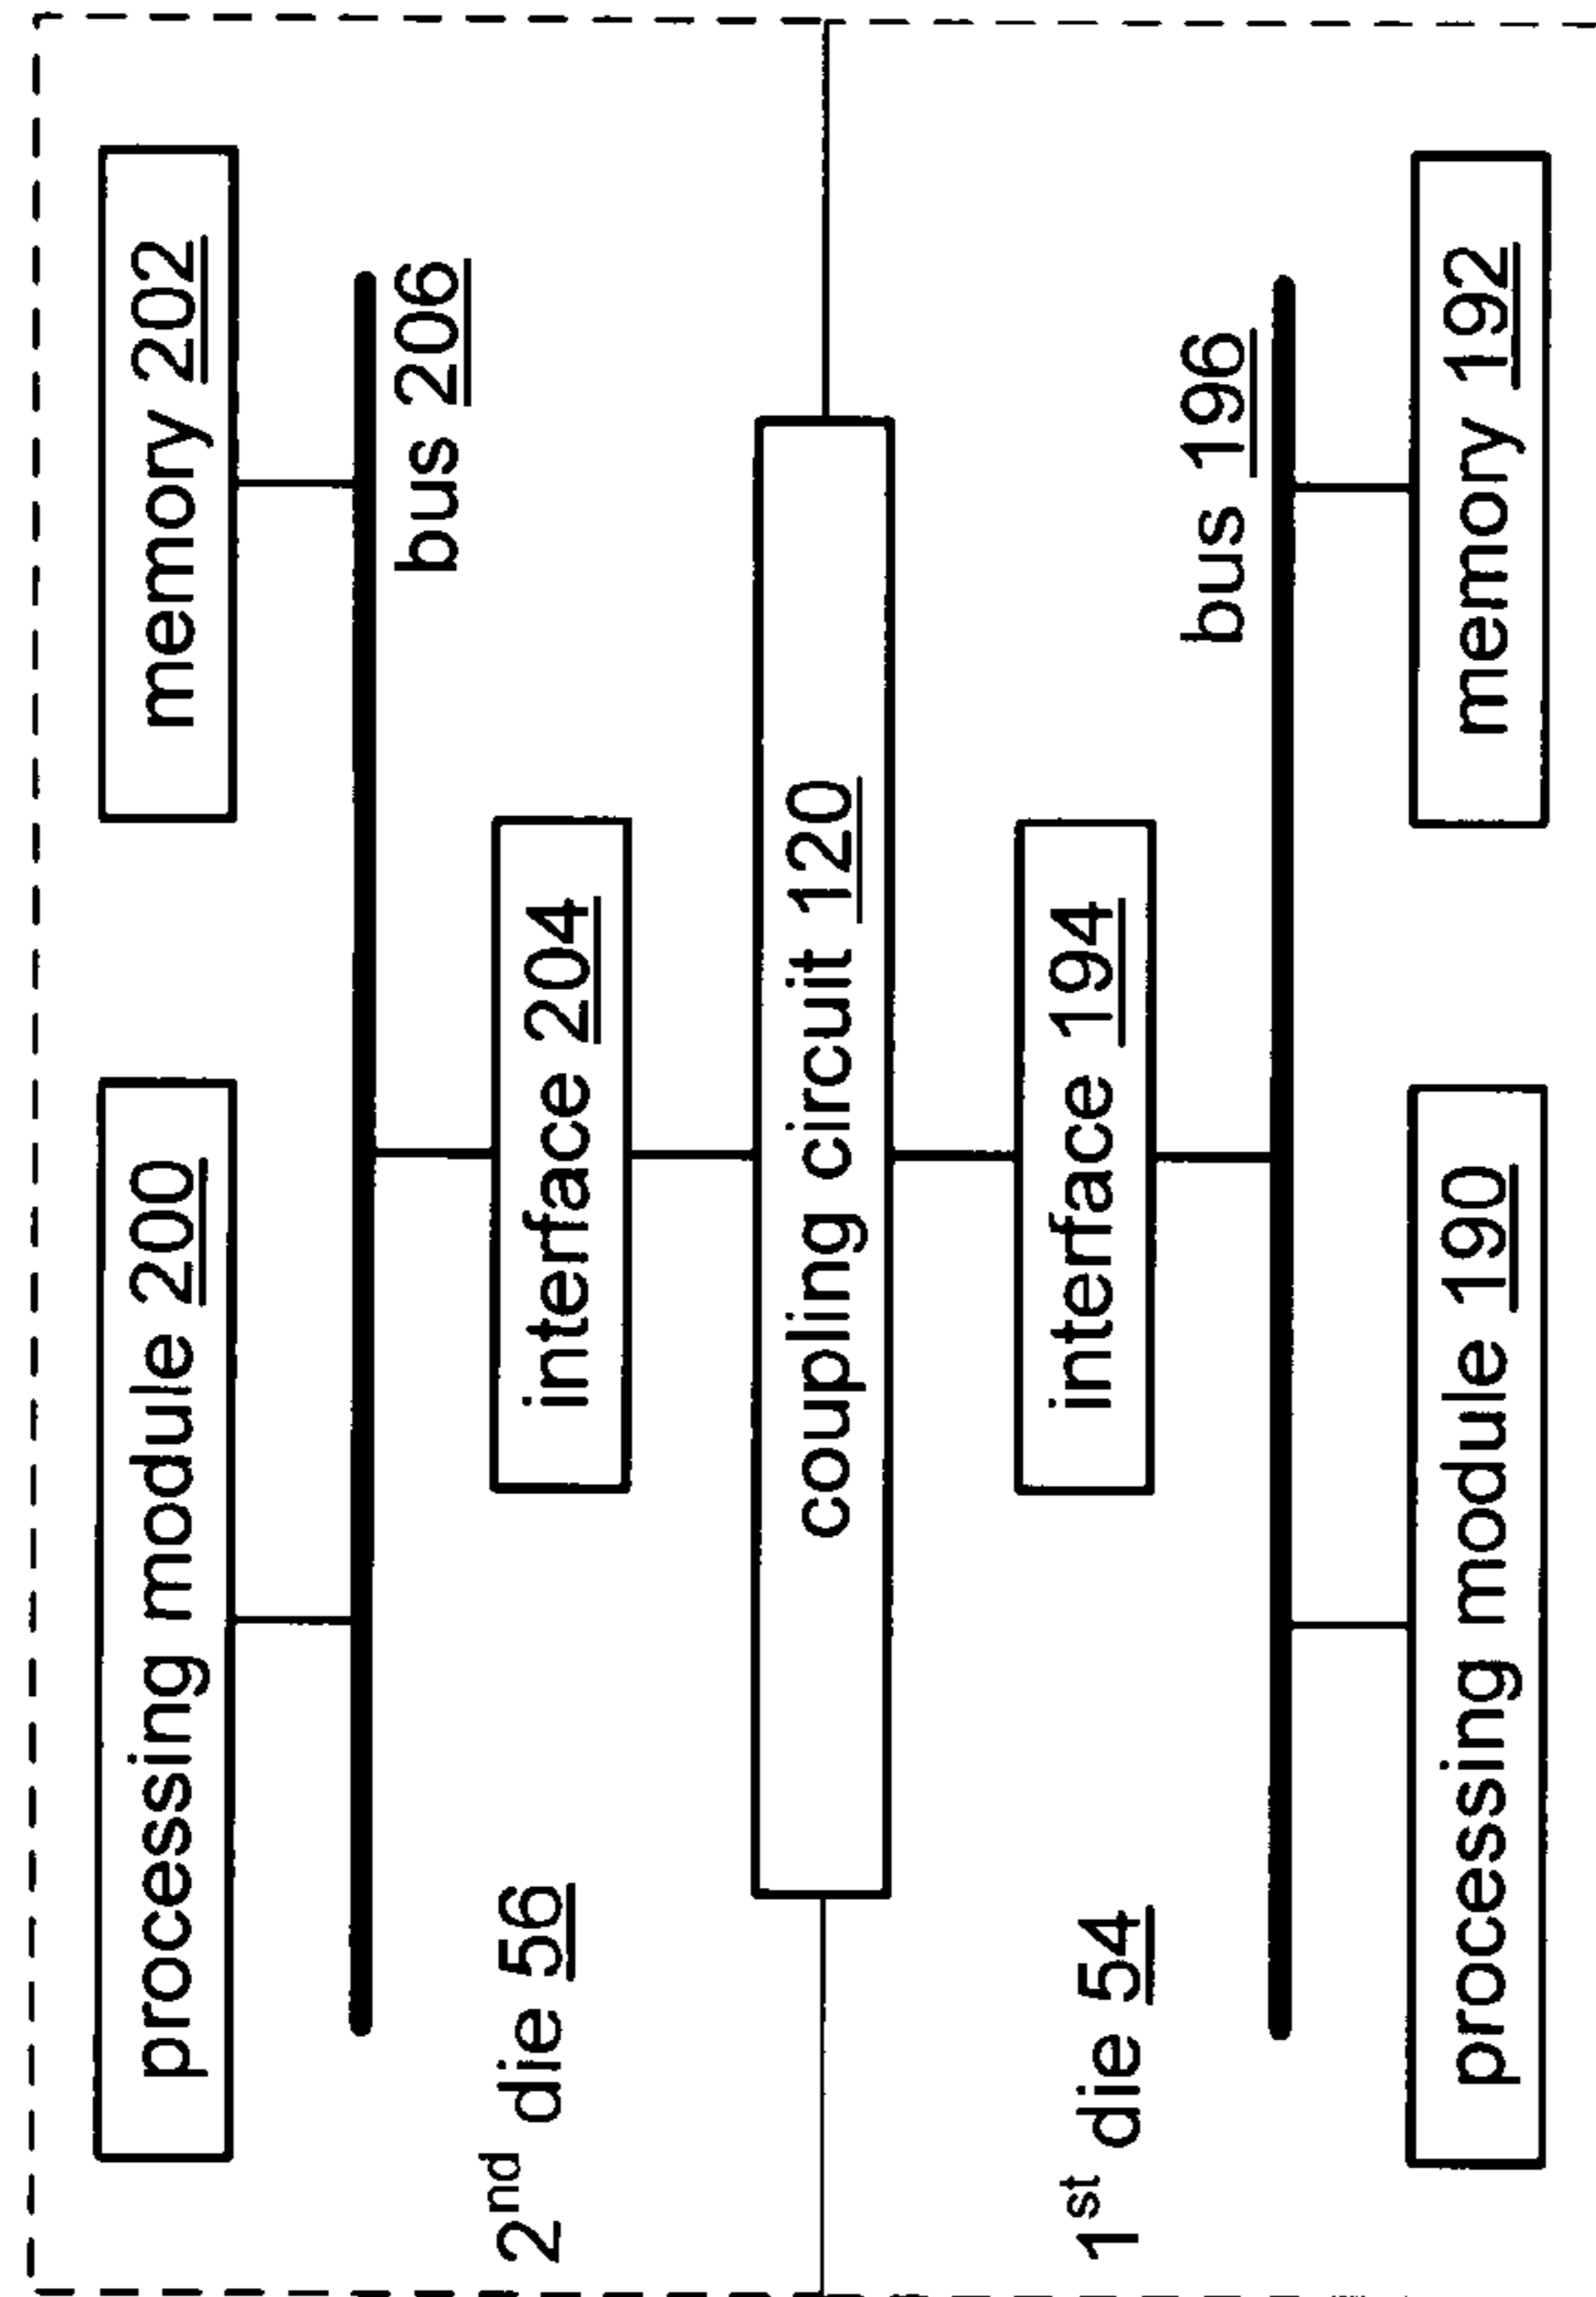 processing module 200
memory 202
bus 206
2nd die 56
interface 204
coupling circuit 120
1st die 54
interface 194
bus 196
processing module 190
memory 192